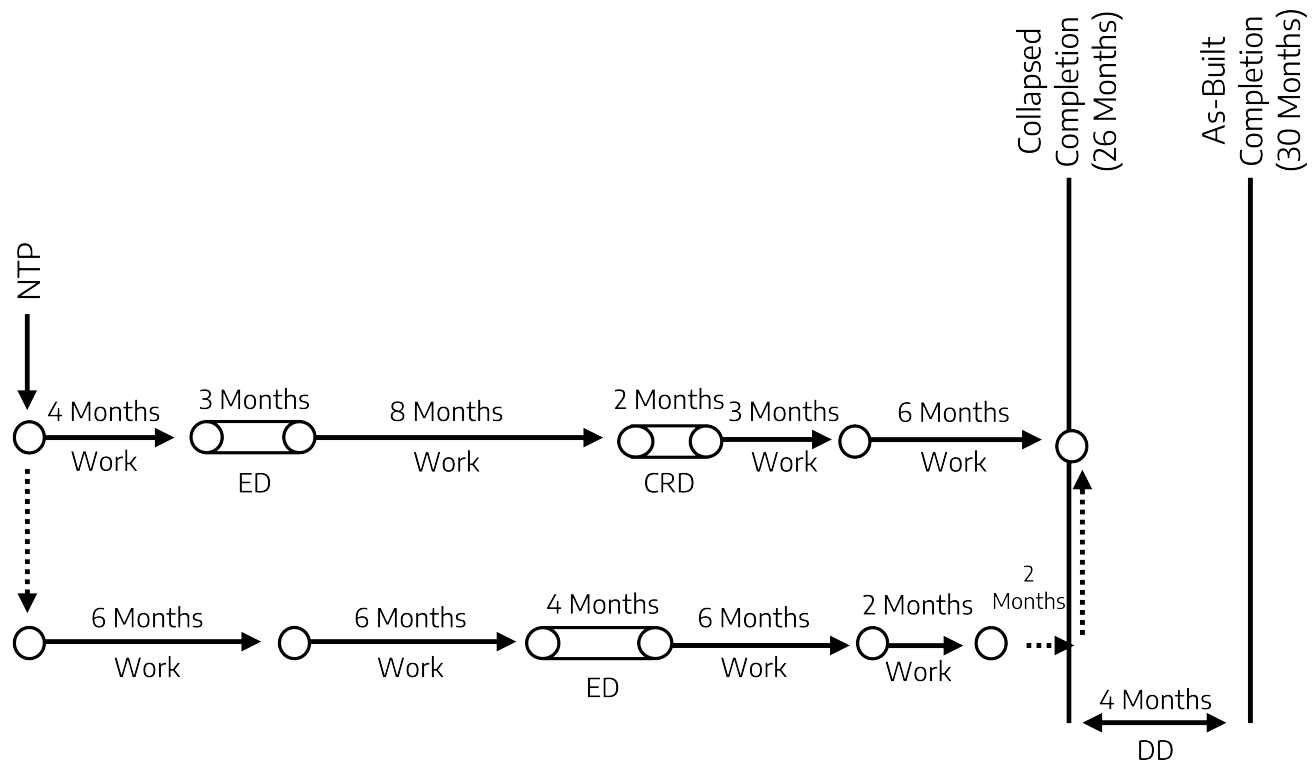 Collapsed
Completion
(26 Months)
As-Built
Completion
(30 Months)
NTP
4 Months
Work
3 Months
ED
8 Months
Work
2 Months
CRD
3 Months
Work
6 Months
Work
6 Months
Work
6 Months
Work
4 Months
ED
6 Months
Work
2 Months
Work
2
Months
4 Months
DD